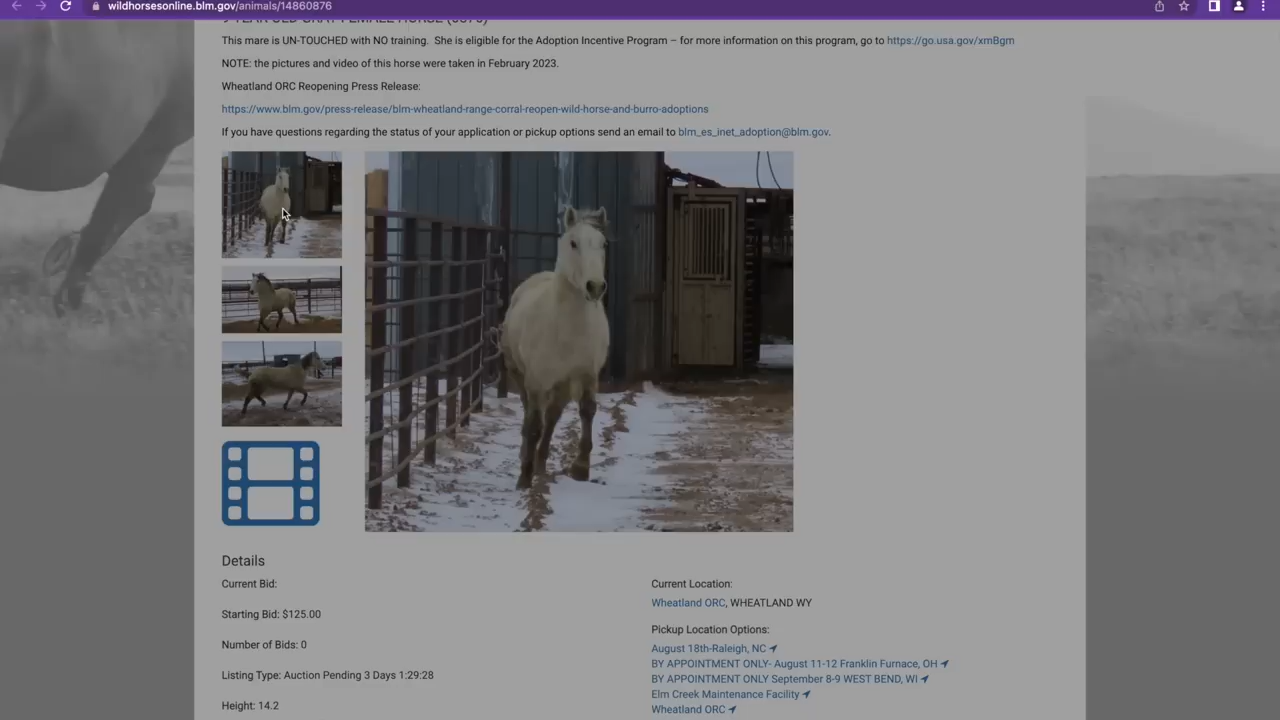 wildhorsesonline.blm.gov/animals/14860876
This mare is UN-TOUCHED with NO training. She is eligible for the Adoption Incentive Program – for more information on this program, go to https://go.usa.gov/xmBgm
NOTE: the pictures and video of this horse were taken in February 2023.
Wheatland ORC Reopening Press Release:
https://www.blm.gov/press-release/blm-wheatland-range-corral-reopen-wild-horse-and-burro-adoptions
If you have questions regarding the status of your application or pickup options send an email to blm_es_inet_adoption@blm.gov.
Details
Current Bid:
Starting Bid: $125.00
Number of Bids: 0
Listing Type: Auction Pending 3 Days 1:29:28
Height: 14.2
Current Location:
Wheatland ORC, WHEATLAND WY
Pickup Location Options:
August 18th-Raleigh, NC
BY APPOINTMENT ONLY- August 11-12 Franklin Furnace, OH
BY APPOINTMENT ONLY September 8-9 WEST BEND, WI
Elm Creek Maintenance Facility
Wheatland ORC